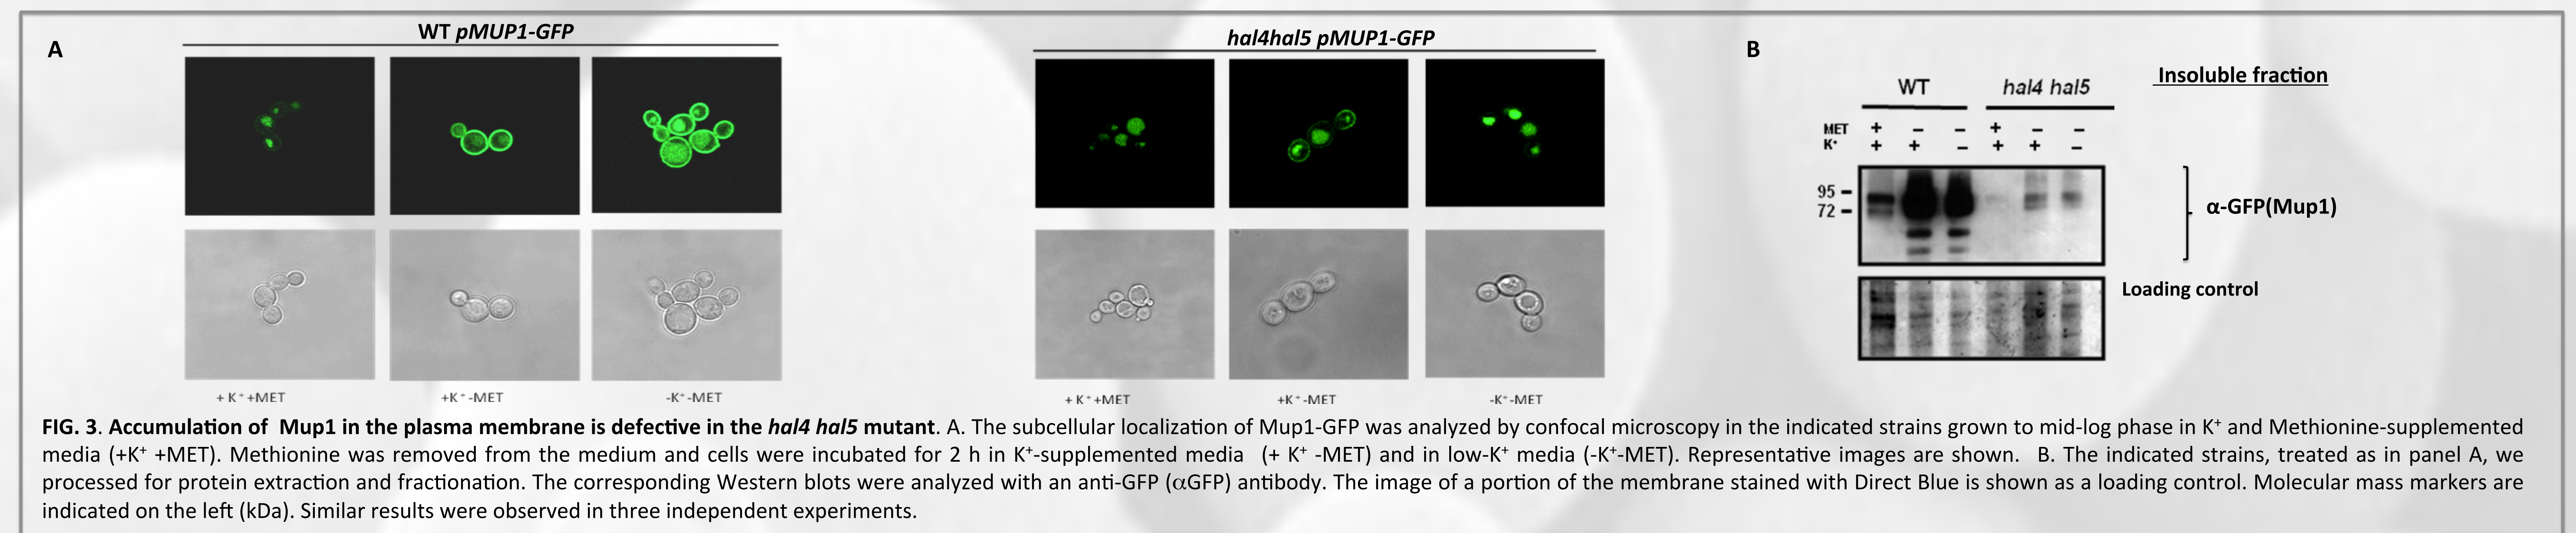 A
WT pMUP1-GFP
hal4hal5 pMUP1-GFP
+ K⁺ +MET
+K⁺ -MET
-K⁺-MET
+ K⁺ +MET
+K⁺ -MET
-K⁺-MET
B
Insoluble fraction
WT
hal4 hal5
MET + – – + – –
K⁺ + + – + + –
95
72
α-GFP(Mup1)
Loading control
FIG. 3. Accumulation of Mup1 in the plasma membrane is defective in the hal4 hal5 mutant. A. The subcellular localization of Mup1-GFP was analyzed by confocal microscopy in the indicated strains grown to mid-log phase in K⁺ and Methionine-supplemented
media (+K⁺ +MET). Methionine was removed from the medium and cells were incubated for 2 h in K⁺-supplemented media (+ K⁺ -MET) and in low-K⁺ media (-K⁺-MET). Representative images are shown. B. The indicated strains, treated as in panel A, we
processed for protein extraction and fractionation. The corresponding Western blots were analyzed with an anti-GFP (αGFP) antibody. The image of a portion of the membrane stained with Direct Blue is shown as a loading control. Molecular mass markers are
indicated on the left (kDa). Similar results were observed in three independent experiments.